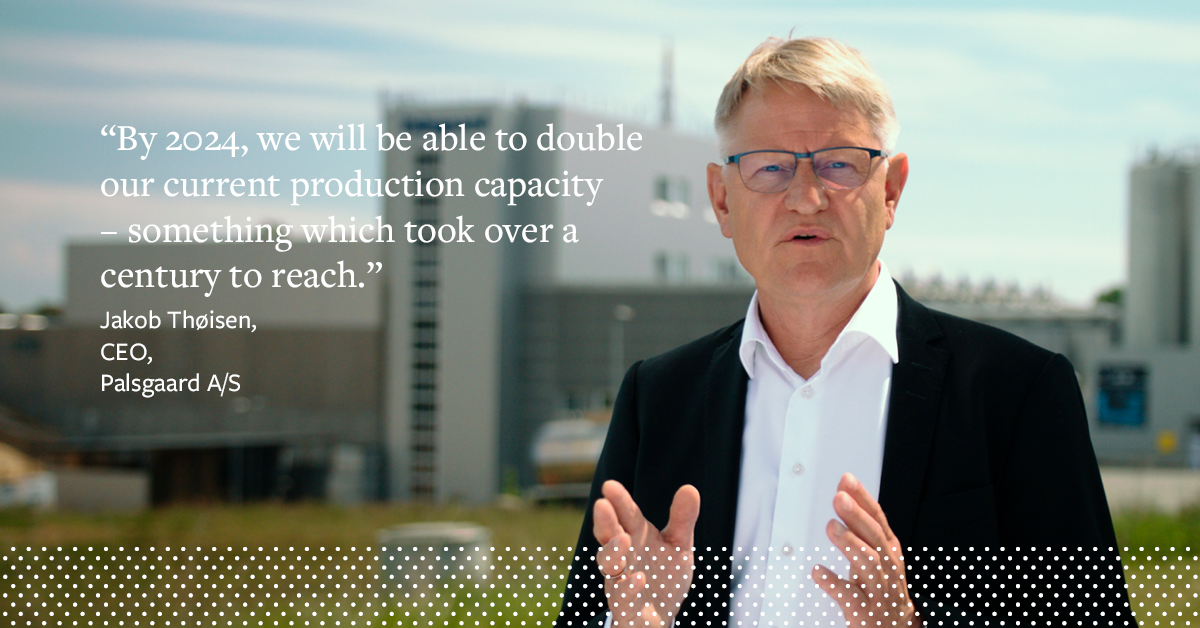 “By 2024, we will be able to double
our current production capacity
– something which took over a
century to reach.”
Jakob Thøisen,
CEO,
Palsgaard A/S